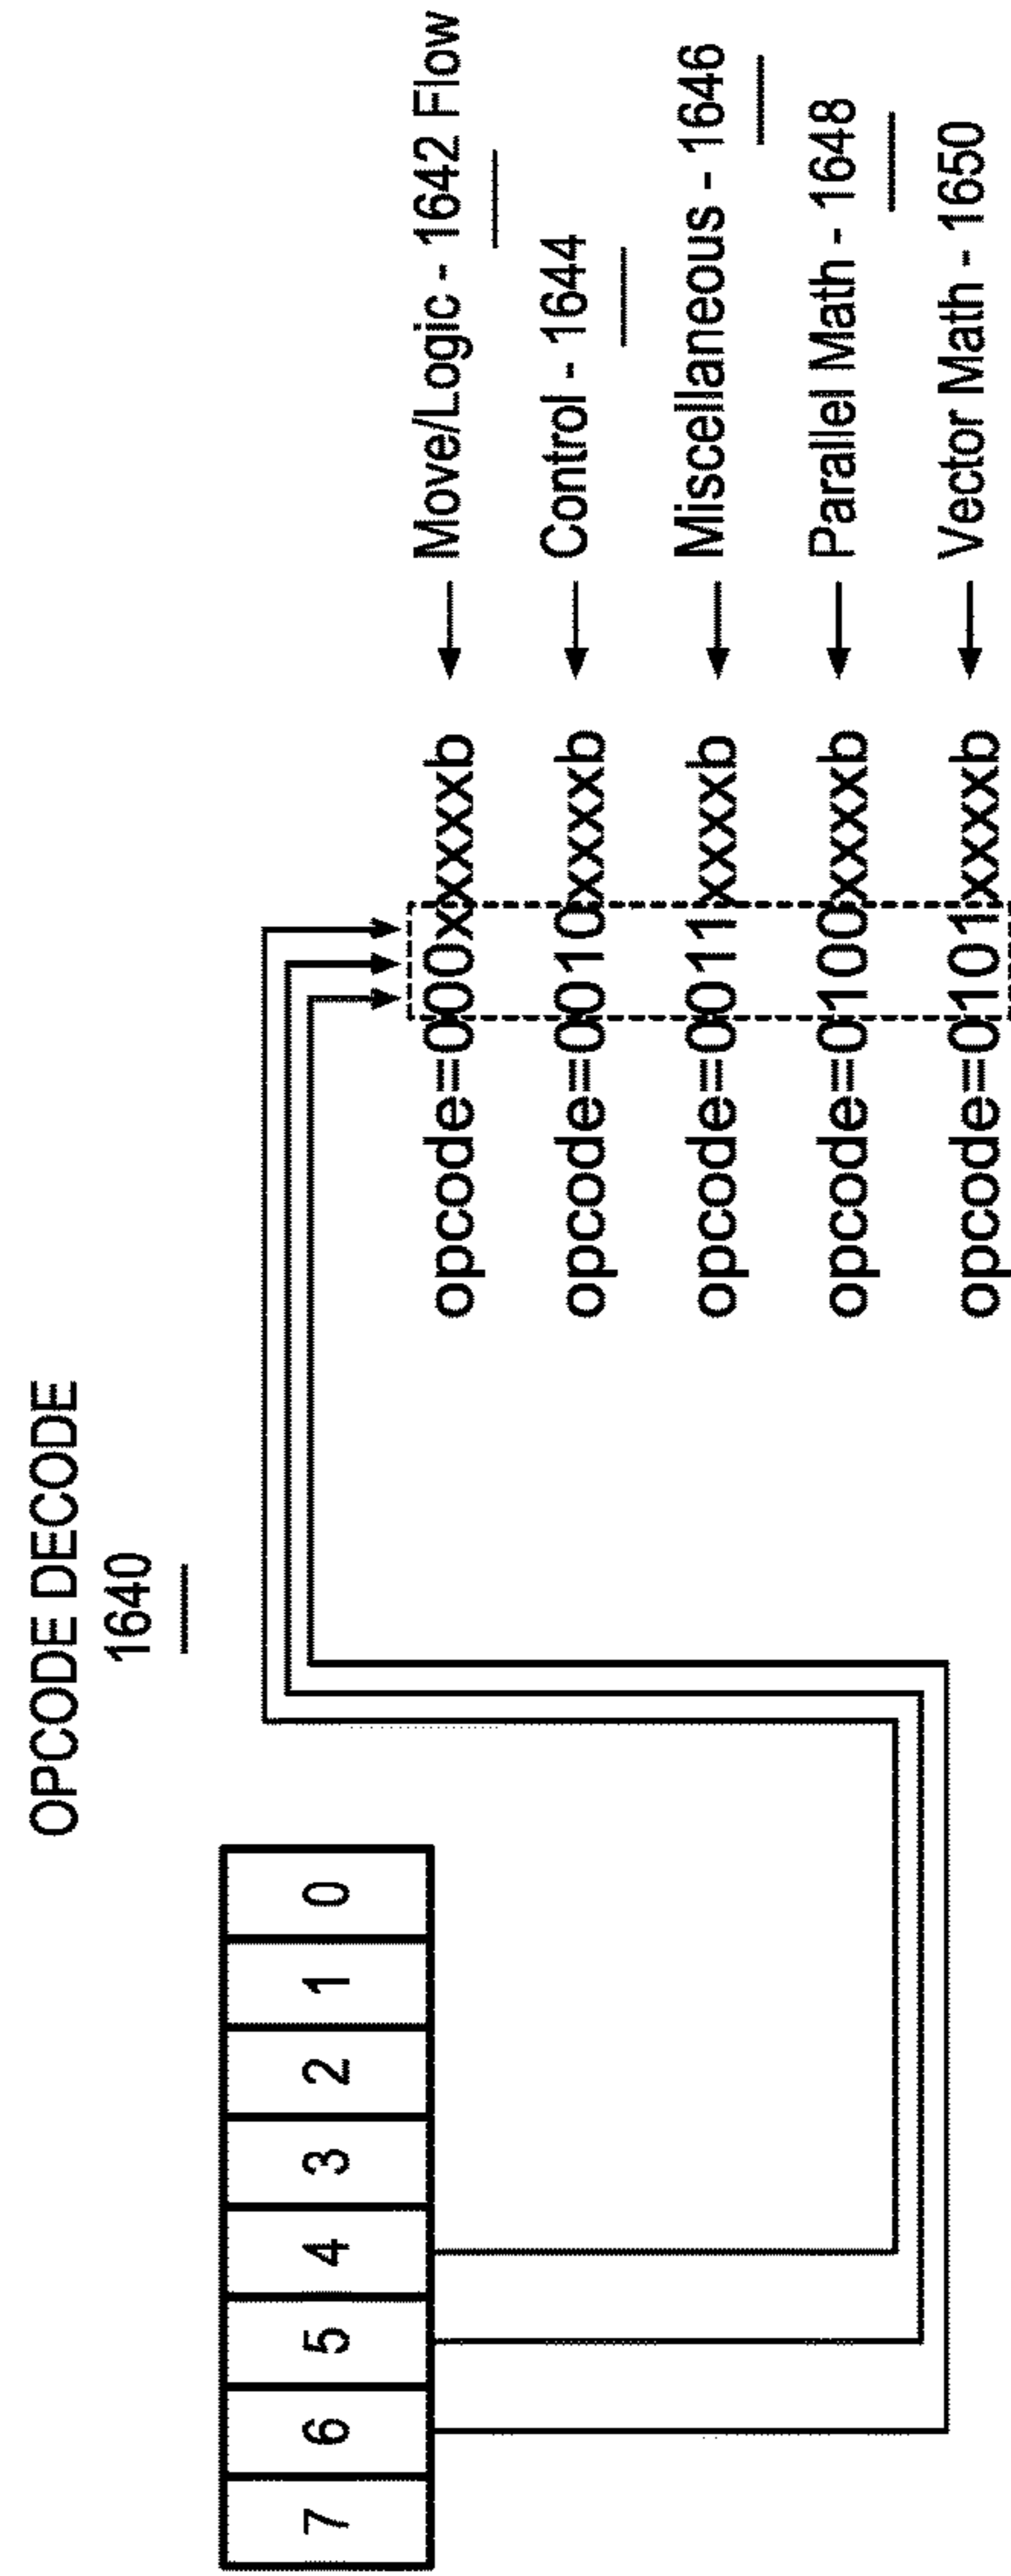 OPCODE DECODE
1640
7 6 5 4 3 2 1 0
opcode=000xxxxxb ← Move/Logic - 1642 Flow
opcode=0010xxxxb ← Control - 1644
opcode=0011xxxxb ← Miscellaneous - 1646
opcode=0100xxxxb ← Parallel Math - 1648
opcode=0101xxxxb ← Vector Math - 1650